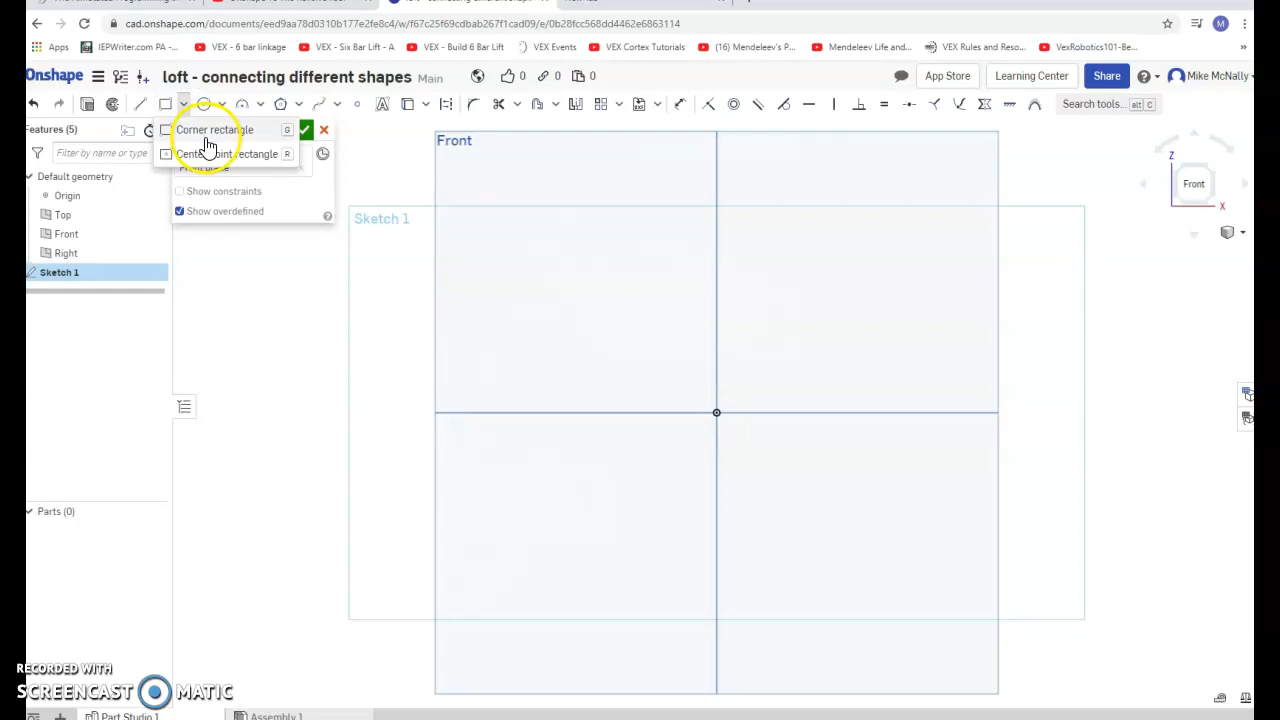 cad.onshape.com/documents/eed9aa78d0310b177e3e8c4/w/f67c25f69cdbab267f1cad09/e/0b28fcc568dd4462e6863114
M
Apps
IEPWriter.com PA -...
VEX - 6 bar linkage
VEX - Six Bar Lift - A
VEX - Build 6 Bar Lift
VEX Events
VEX Cortex Tutorials
(16) Mendeleev's P...
Mendeleev Life and...
VEX Rules and Reso...
VexRobotics101-Be...
»
Onshape
loft - connecting different shapes Main
0
0
0
App Store
Learning Center
Share
Mike McNally
Search tools... alt C
Features (5)
Corner rectangle G
Filter by name or type
point rectangle R
Front plane
Default geometry
Show constraints
Origin
Show overdefined
Top
Front
Right
Sketch 1
Front
Sketch 1
Z
Front
X
Parts (0)
RECORDED WITH
SCREENCAST MATIC
Part Studio 1
Assembly 1